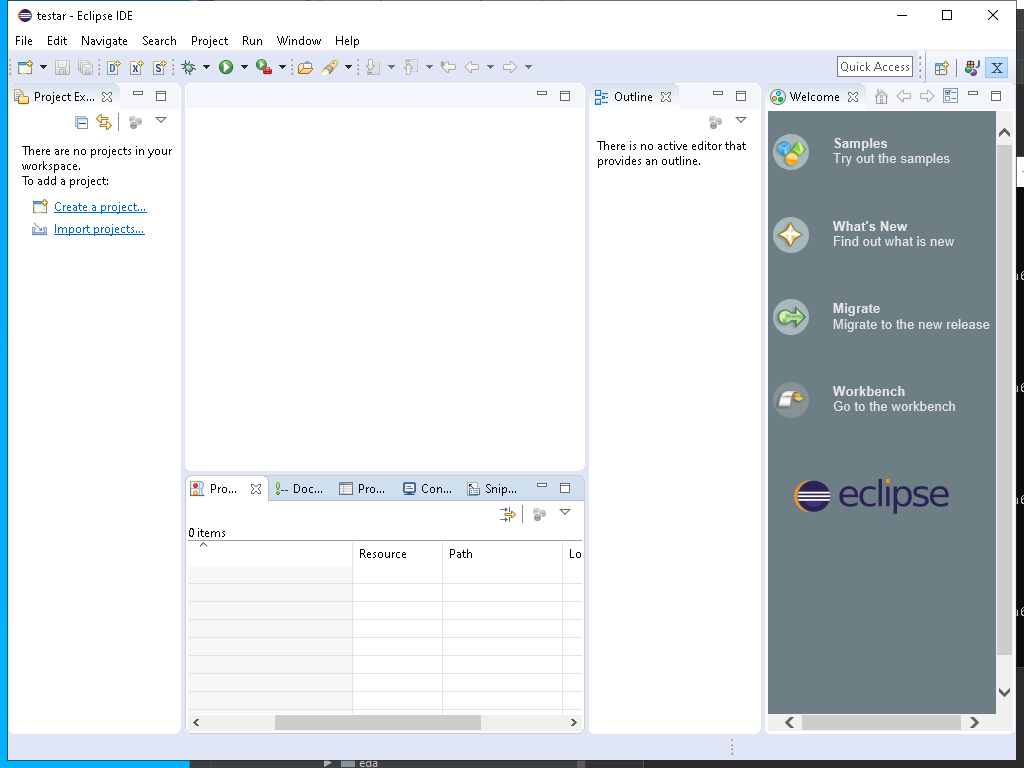 testar - Eclipse IDE
File Edit Navigate Search Project Run Window Help
Quick Access
Project Ex...
There are no projects in your
workspace.
To add a project:
Create a project...
Import projects...
Outline
There is no active editor that
provides an outline.
Welcome
Samples
Try out the samples
What's New
Find out what is new
Migrate
Migrate to the new release
Workbench
Go to the workbench
eclipse
Pro... Doc... Pro... Con... Snip...
0 items
Resource Path Lo
eda